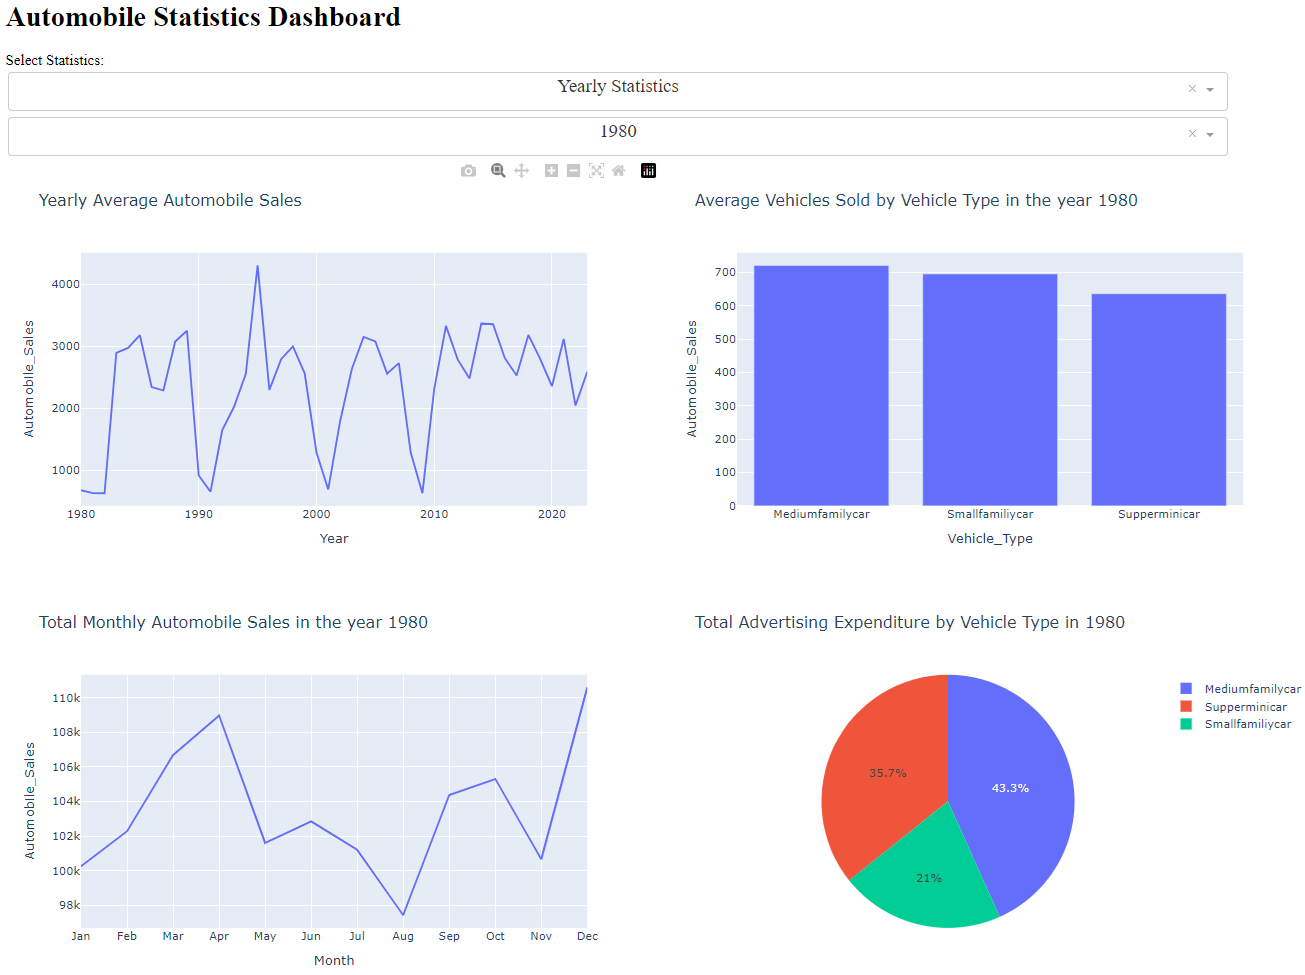 Automobile Statistics Dashboard
Select Statistics:
Yearly Statistics
1980
Yearly Average Automobile Sales
Automobile_Sales
4000
3000
2000
1000
1980 1990 2000 2010 2020
Year
Average Vehicles Sold by Vehicle Type in the year 1980
Automobile_Sales
700
600
500
400
300
200
100
0
Mediumfamilycar Smallfamiliycar Supperminicar
Vehicle_Type
Total Monthly Automobile Sales in the year 1980
Automobile_Sales
110k
108k
106k
104k
102k
100k
98k
Jan Feb Mar Apr May Jun Jul Aug Sep Oct Nov Dec
Month
Total Advertising Expenditure by Vehicle Type in 1980
35.7%
43.3%
21%
Mediumfamilycar
Supperminicar
Smallfamiliycar